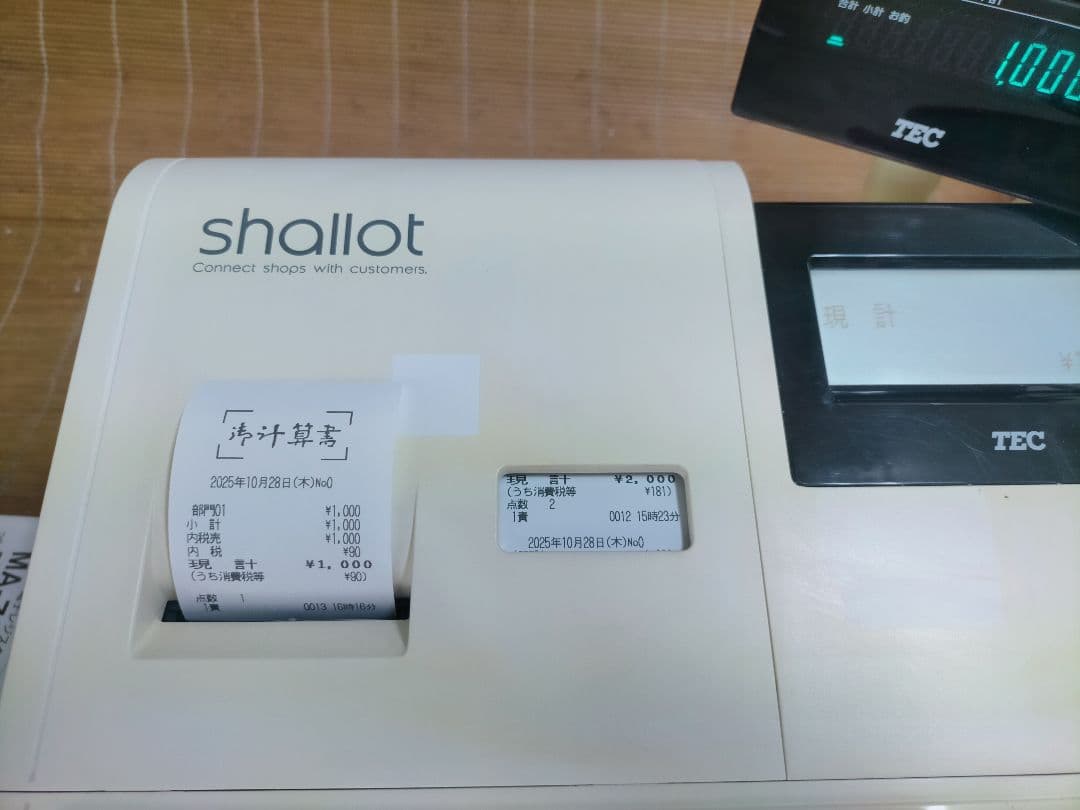 合計 小計 お釣
1,000
TEC
shallot
Connect shops with customers.
現 計
TEC
御計算書
2025年10月28日(木)No0
部門01 ¥1,000
小 計 ¥1,000
内税売 ¥1,000
内 税 ¥90
現 計 ¥1,000
(うち消費税等 ¥90)
点数 1
1責 0013 16時16分
現 計 ¥2,000
(うち消費税等 ¥181)
点数 2
1責 0012 15時23分
2025年10月28日(木)No0